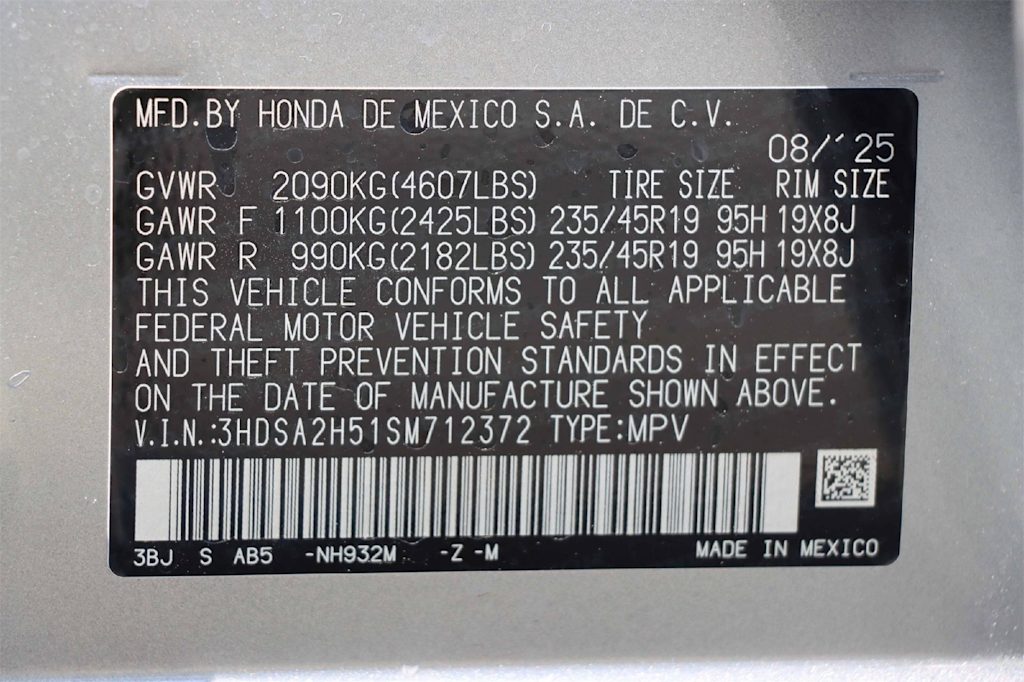 MFD.BY HONDA DE MEXICO S.A. DE C.V.
08/'25
GVWR 2090KG(4607LBS) TIRE SIZE RIM SIZE
GAWR F 1100KG(2425LBS) 235/45R19 95H 19X8J
GAWR R 990KG(2182LBS) 235/45R19 95H 19X8J
THIS VEHICLE CONFORMS TO ALL APPLICABLE
FEDERAL MOTOR VEHICLE SAFETY
AND THEFT PREVENTION STANDARDS IN EFFECT
ON THE DATE OF MANUFACTURE SHOWN ABOVE.
V.I.N.:3HDSA2H51SM712372 TYPE:MPV
3BJ S AB5 -NH932M -Z -M MADE IN MEXICO